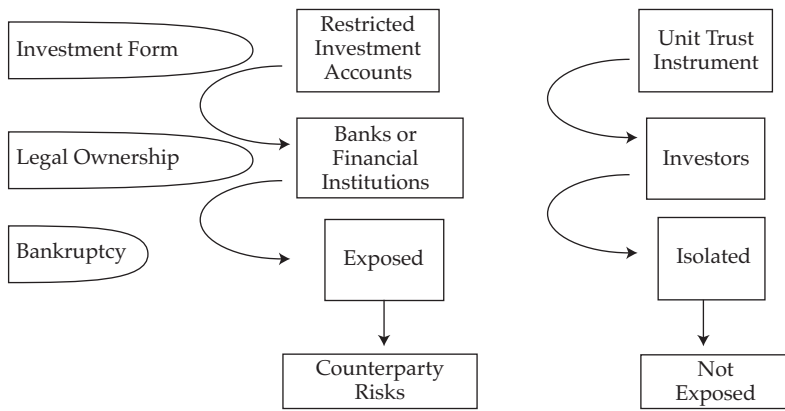 Investment Form
Restricted
Investment
Accounts
Unit Trust
Instrument
Legal Ownership
Banks or
Financial
Institutions
Investors
Bankruptcy
Exposed
Isolated
Counterparty
Risks
Not
Exposed